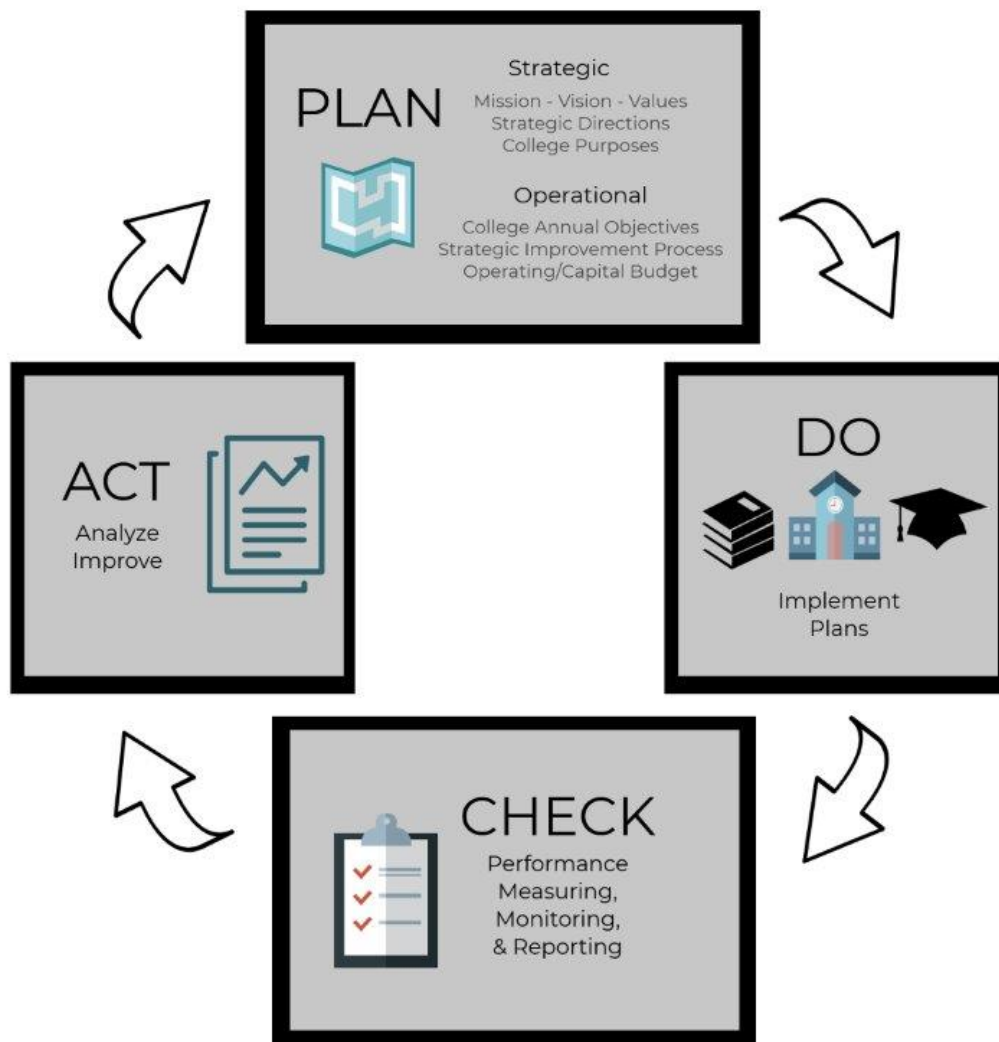 PLAN
Strategic
Mission - Vision - Values
Strategic Directions
College Purposes
Operational
College Annual Objectives
Strategic Improvement Process
Operating/Capital Budget
DO
Implement
Plans
CHECK
Performance
Measuring,
Monitoring,
& Reporting
ACT
Analyze
Improve